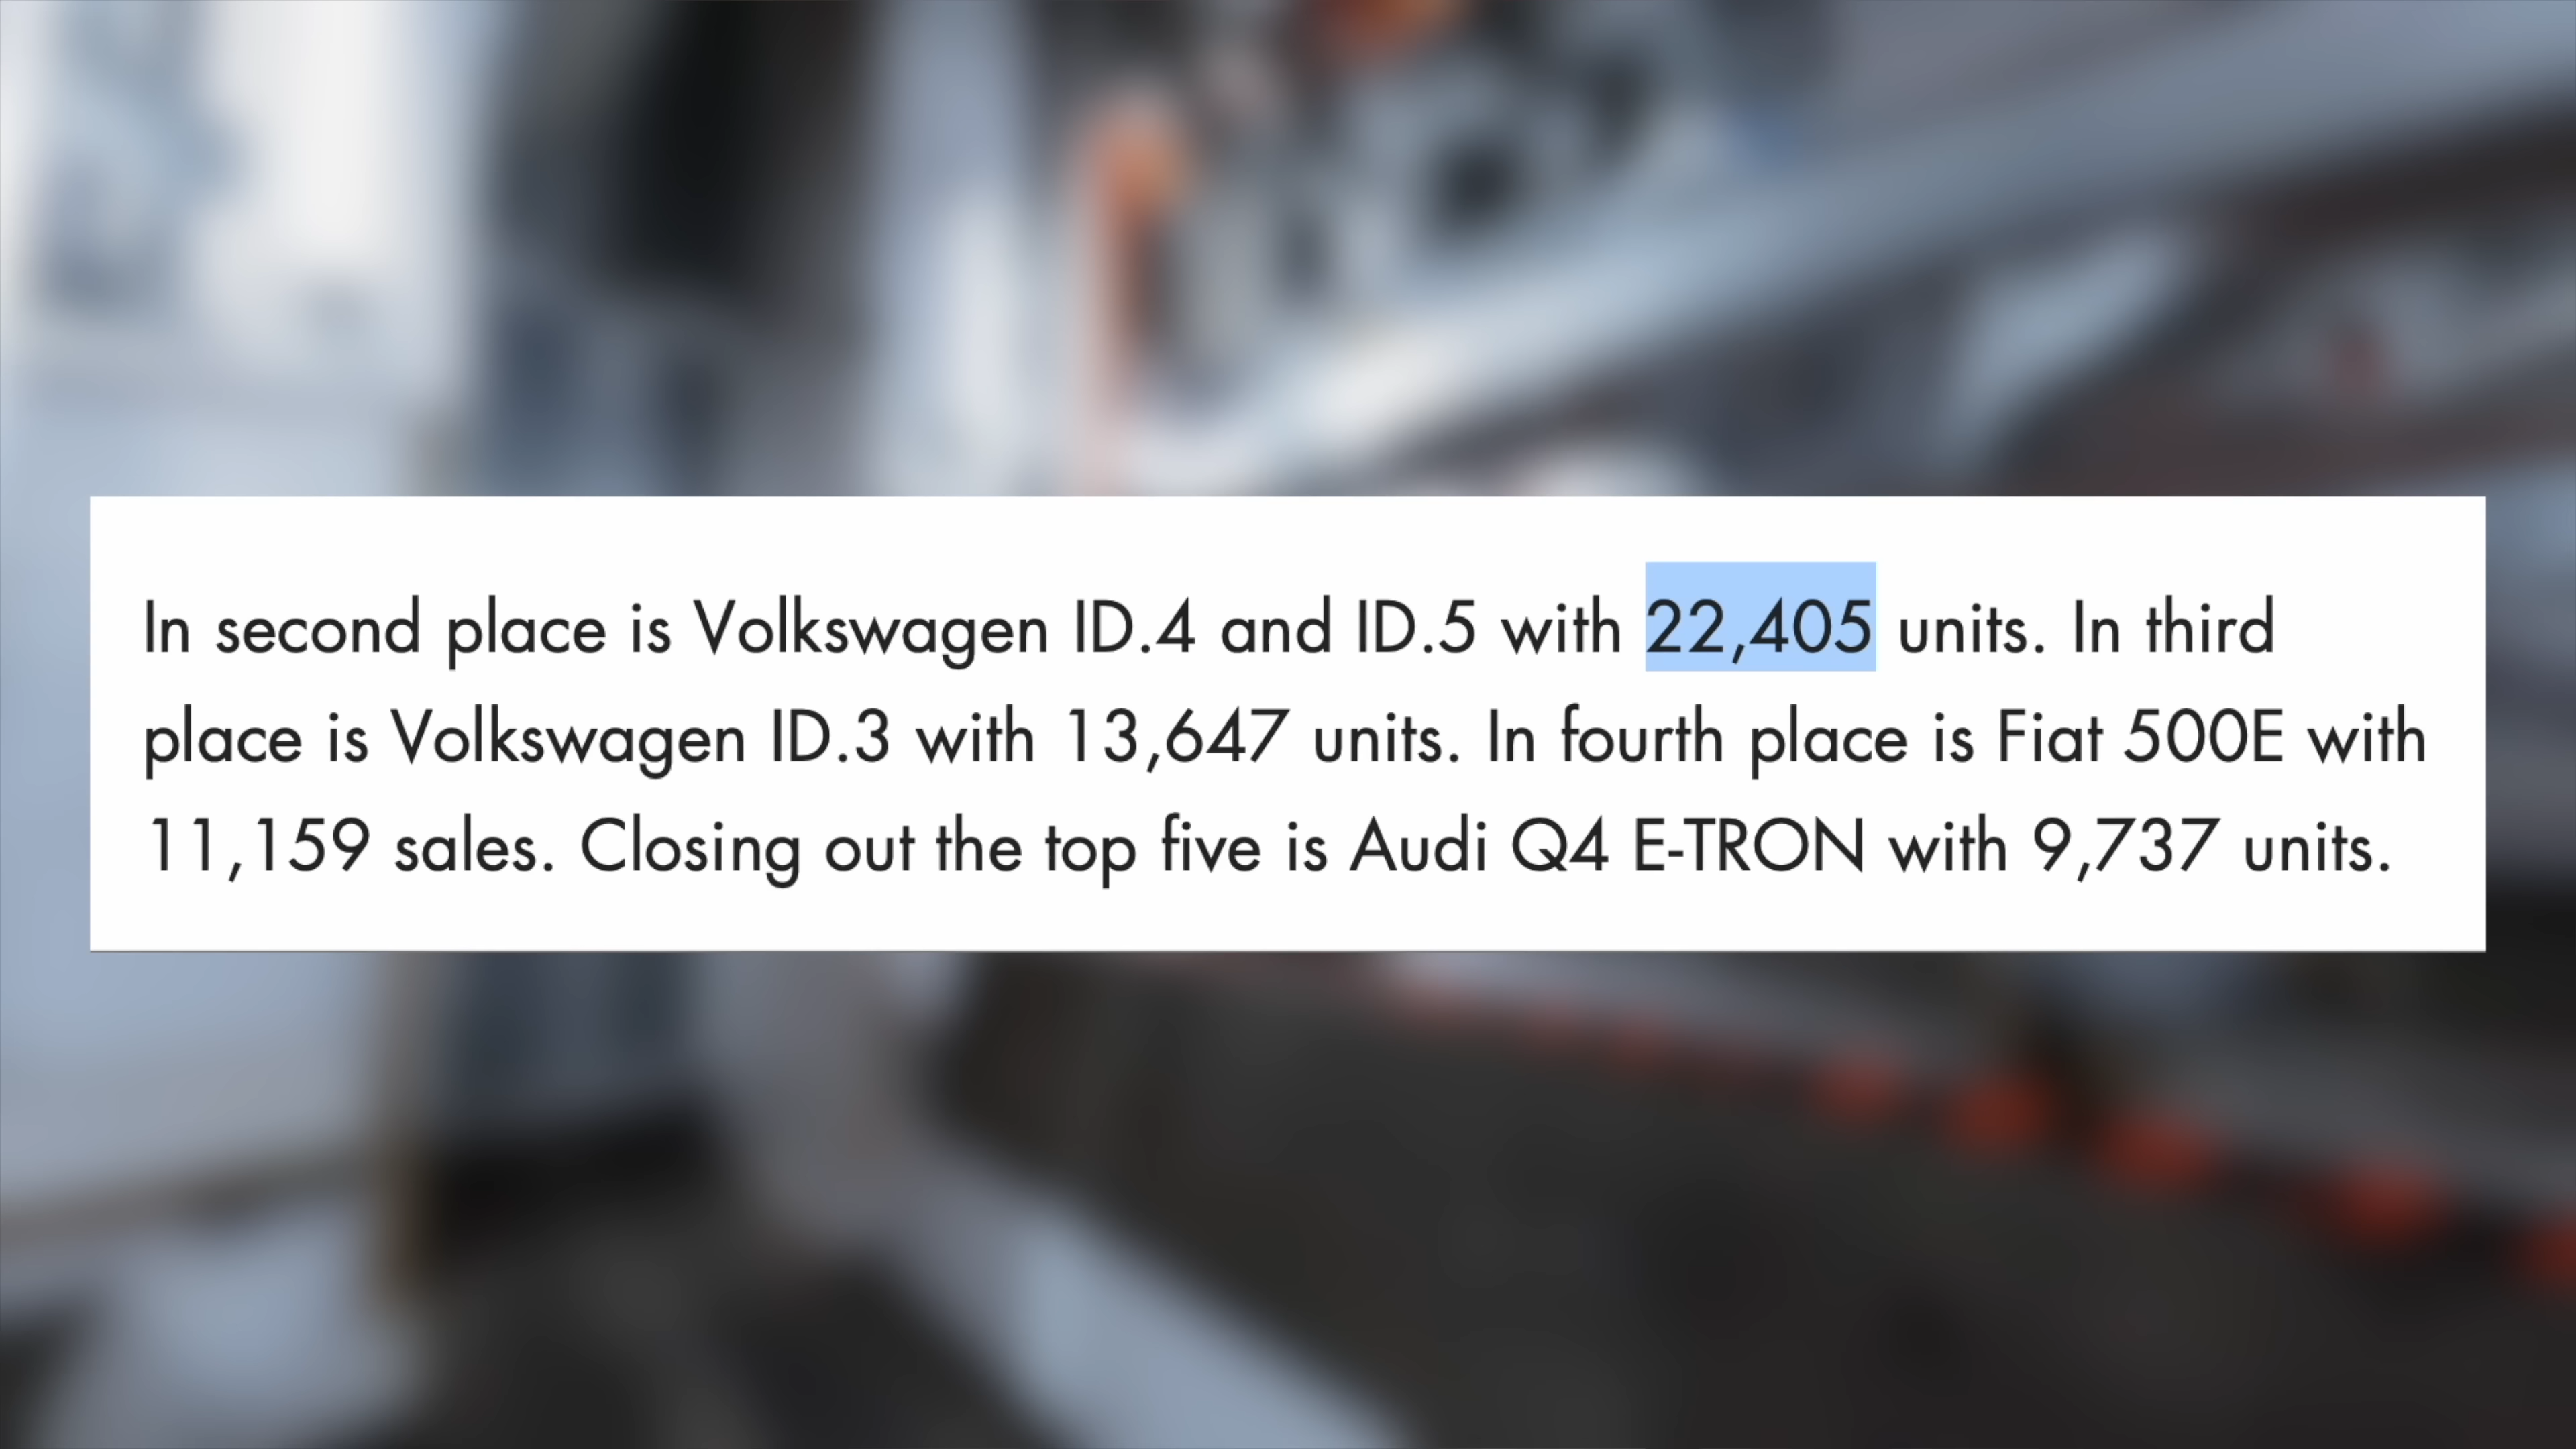 In second place is Volkswagen ID.4 and ID.5 with 22,405 units. In third
place is Volkswagen ID.3 with 13,647 units. In fourth place is Fiat 500E with
11,159 sales. Closing out the top five is Audi Q4 E-TRON with 9,737 units.